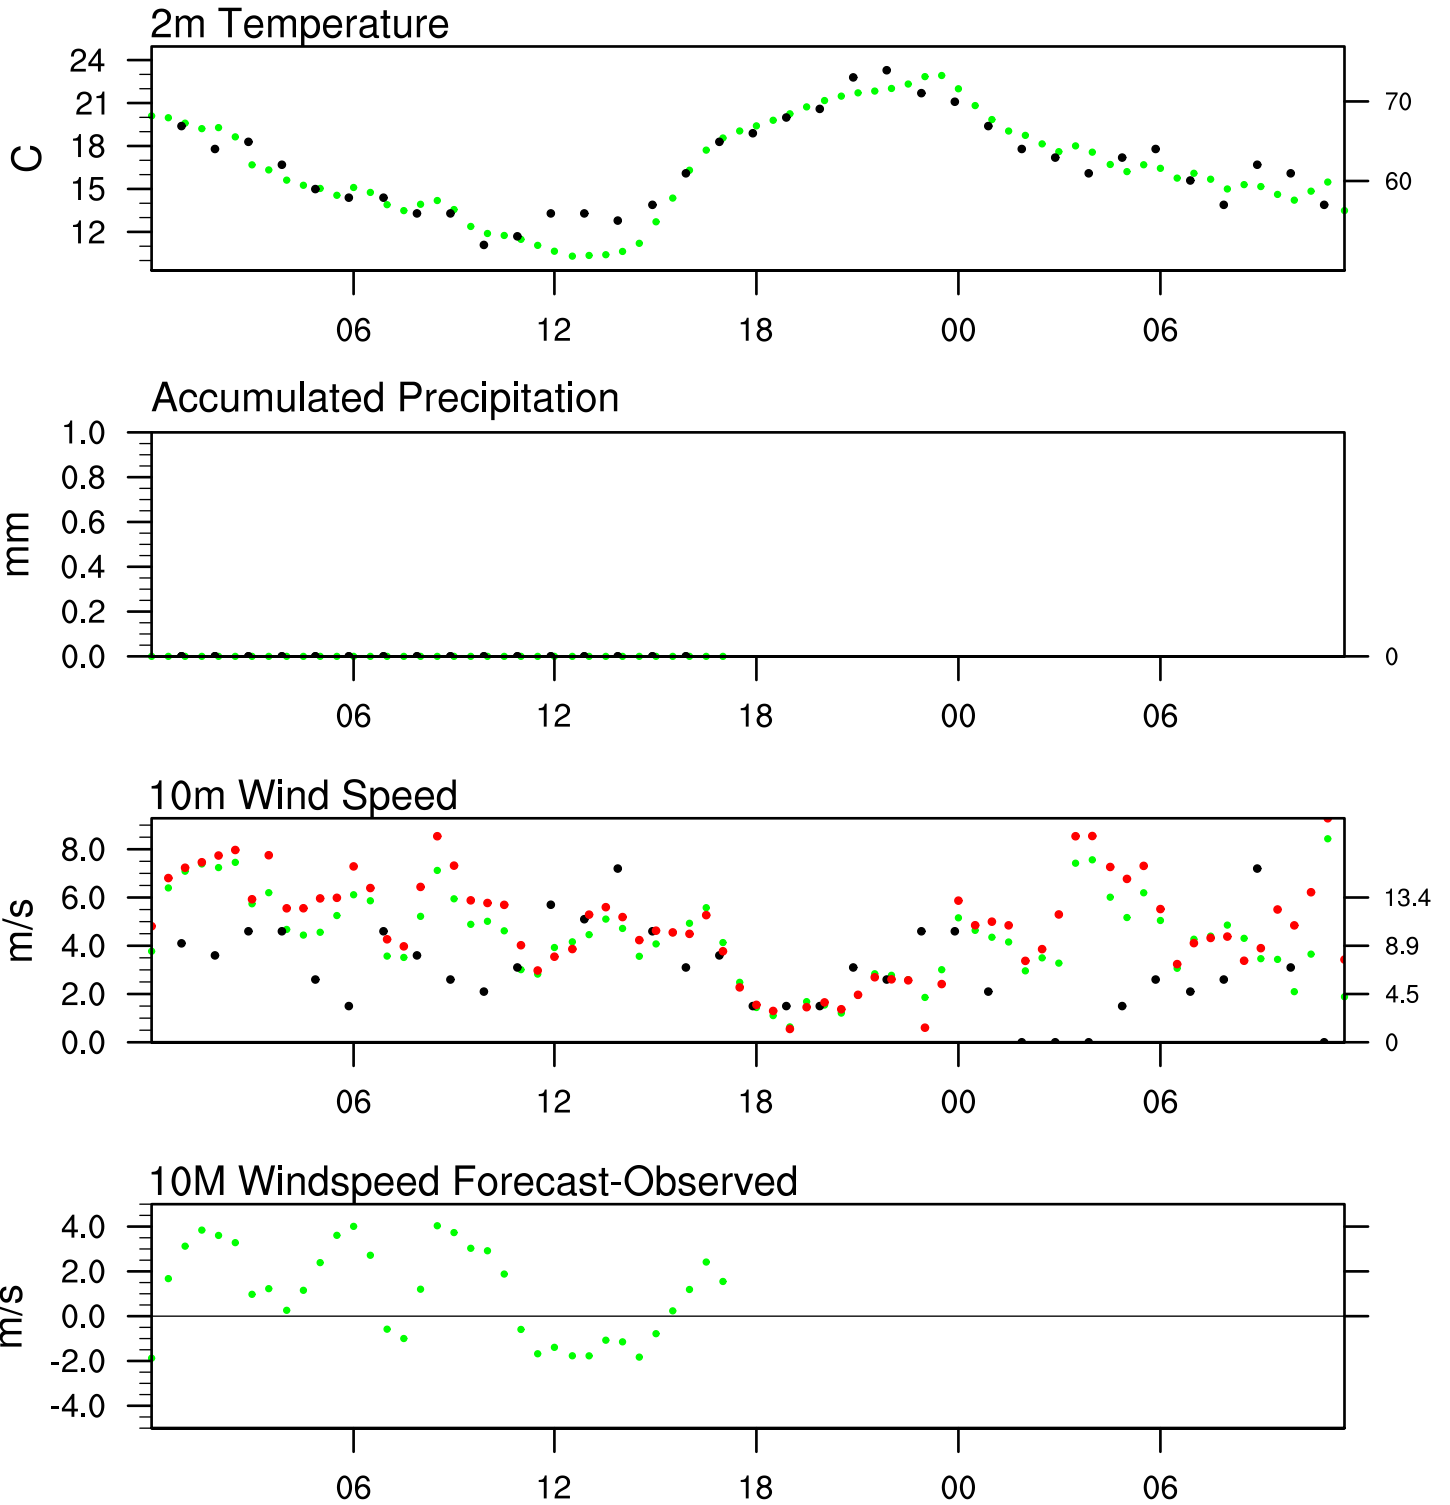 2m Temperature
24
21
18
15
12
C
70
60
06 12 18 00 06
Accumulated Precipitation
1.0
0.8
0.6
0.4
0.2
0.0
mm
0
06 12 18 00 06
10m Wind Speed
8.0
6.0
4.0
2.0
0.0
m/s
13.4
8.9
4.5
0
06 12 18 00 06
10M Windspeed Forecast-Observed
4.0
2.0
0.0
-2.0
-4.0
m/s
06 12 18 00 06